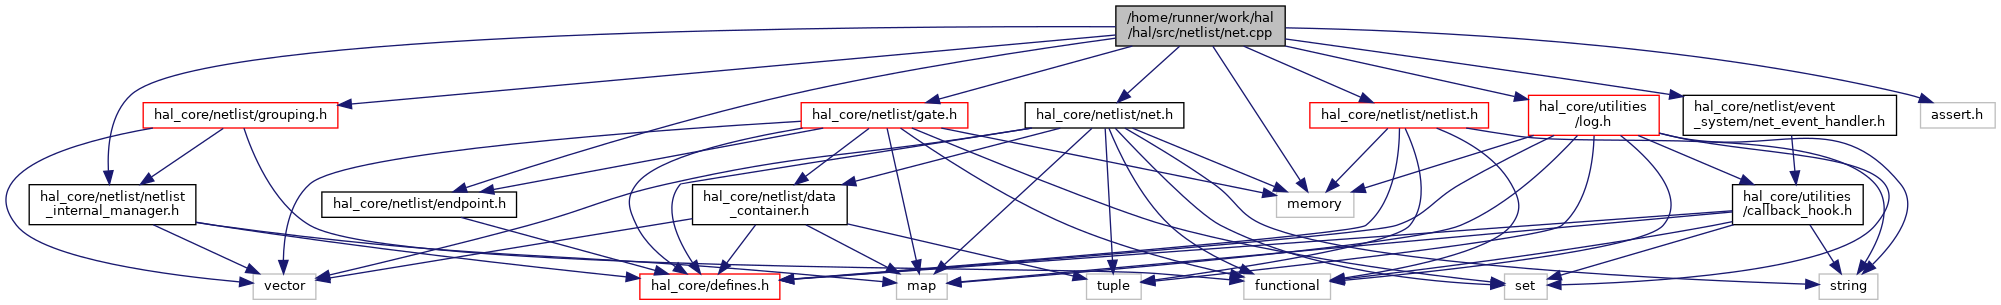 /home/runner/work/hal
/hal/src/netlist/net.cpp
hal_core/netlist/grouping.h
hal_core/netlist/gate.h
hal_core/netlist/net.h
hal_core/netlist/netlist.h
hal_core/utilities
/log.h
hal_core/netlist/event
_system/net_event_handler.h
assert.h
hal_core/netlist/netlist
_internal_manager.h
hal_core/netlist/endpoint.h
hal_core/netlist/data
_container.h
memory
hal_core/utilities
/callback_hook.h
vector
hal_core/defines.h
map
tuple
functional
set
string